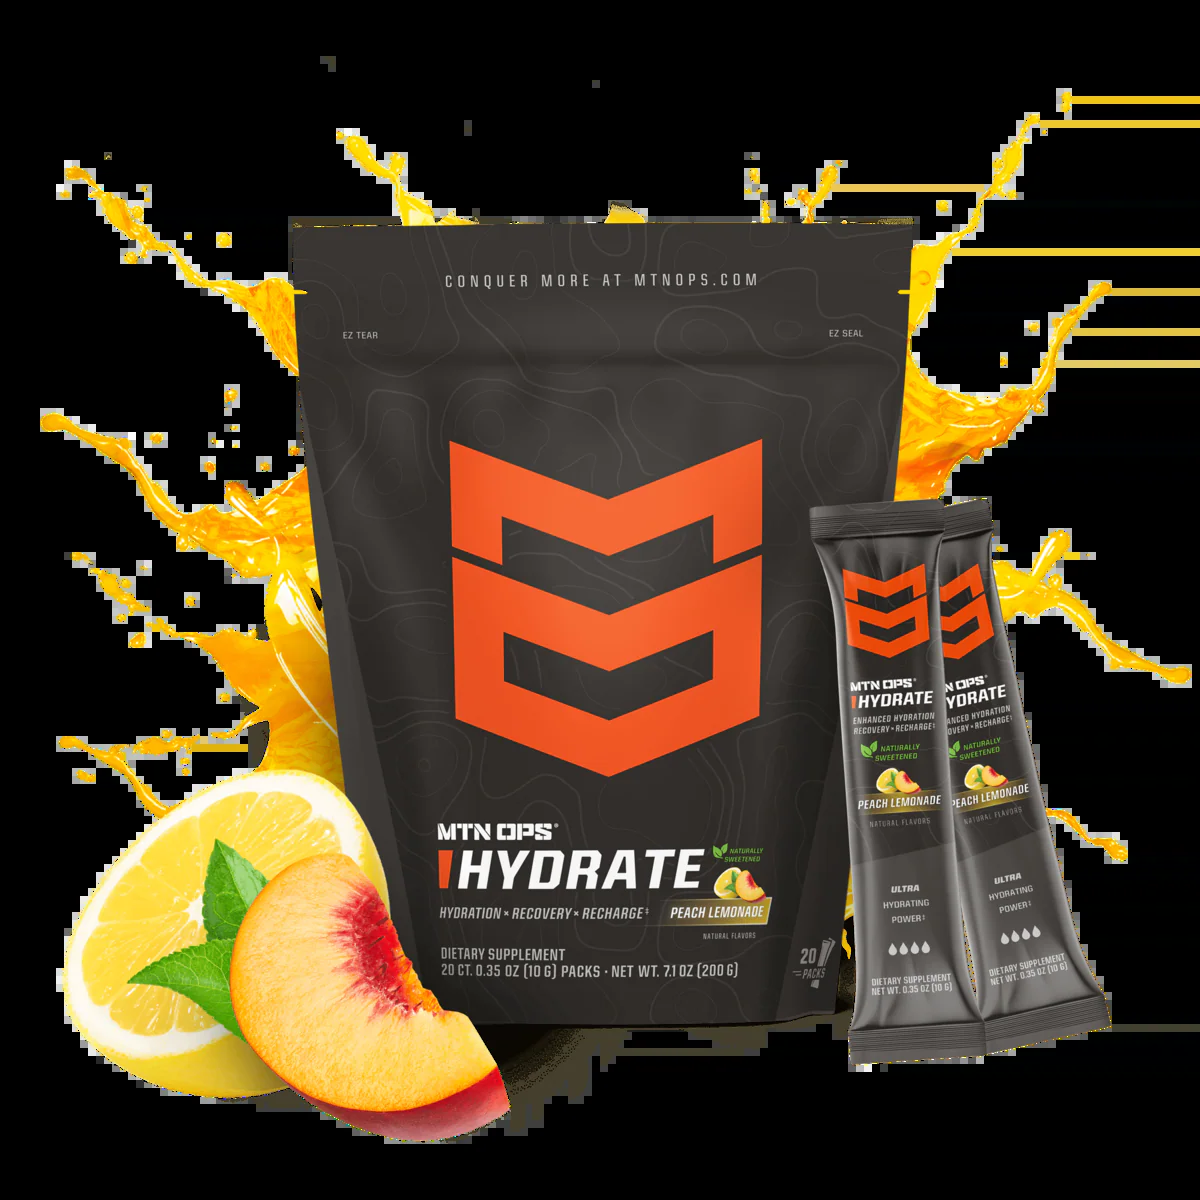 CONQUER MORE AT MTNOPS.COM
EZ TEAR
EZ SEAL
MTN OPS®
HYDRATE
NATURALLY
SWEETENED
HYDRATION × RECOVERY × RECHARGE‡
PEACH LEMONADE
NATURAL FLAVORS
DIETARY SUPPLEMENT
20 CT. 0.35 OZ (10 G) PACKS · NET WT. 7.1 OZ (200 G)
20
PACKS
MTN OPS®
HYDRATE
ENHANCED HYDRATION
RECOVERY × RECHARGE‡
NATURALLY
SWEETENED
PEACH LEMONADE
NATURAL FLAVORS
ULTRA
HYDRATING
POWER‡
DIETARY SUPPLEMENT
NET WT. 0.35 OZ (10 G)
N OPS®
YDRATE
ANCED HYDRATION
OVERY × RECHARGE‡
NATURALLY
SWEETENED
PEACH LEMONADE
NATURAL FLAVORS
ULTRA
HYDRATING
POWER‡
DIETARY SUPPLEMENT
NET WT. 0.35 OZ (10 G)